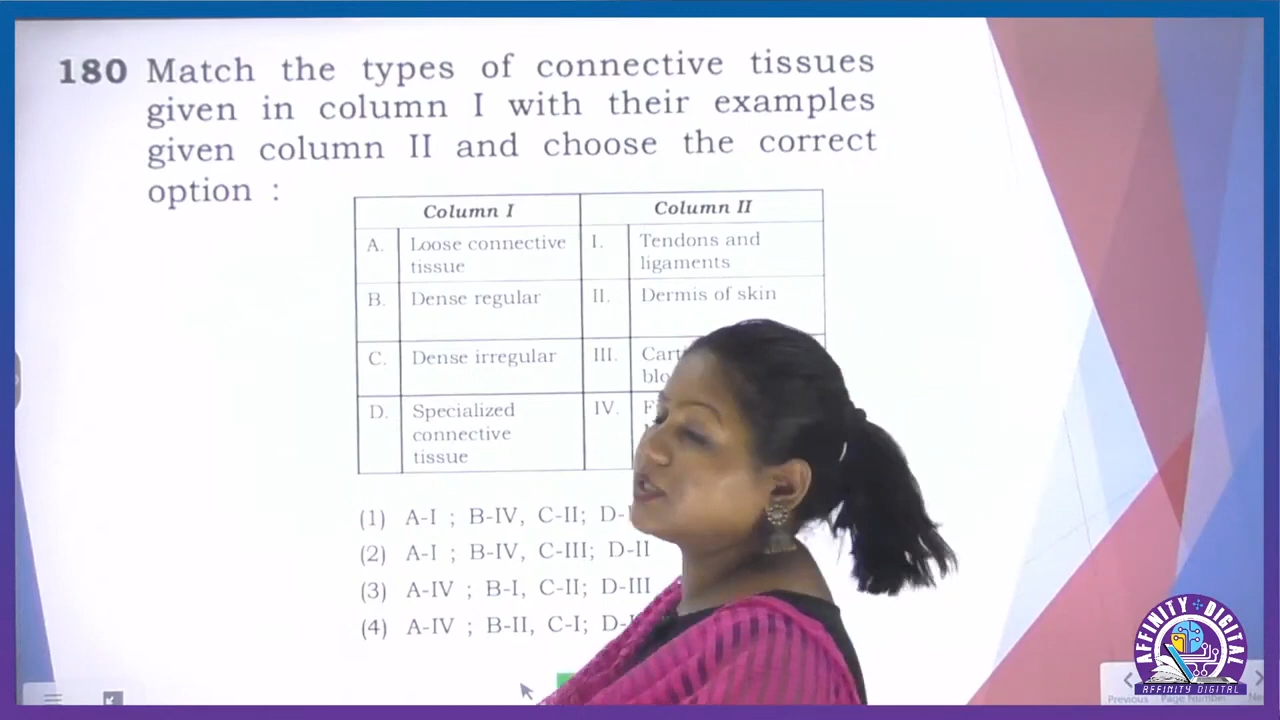 180 Match the types of connective tissues
given in column I with their examples
given column II and choose the correct
option :
Column I Column II
A. Loose connective tissue I. Tendons and ligaments
B. Dense regular II. Dermis of skin
C. Dense irregular III.
D. Specialized connective tissue IV.
(1) A-I ; B-IV, C-II;
(2) A-I ; B-IV, C-III; D-II
(3) A-IV ; B-I, C-II; D-III
(4) A-IV ; B-II, C-I;
AFFINITY DIGITAL
AFFINITY DIGITAL
Previous Page Number